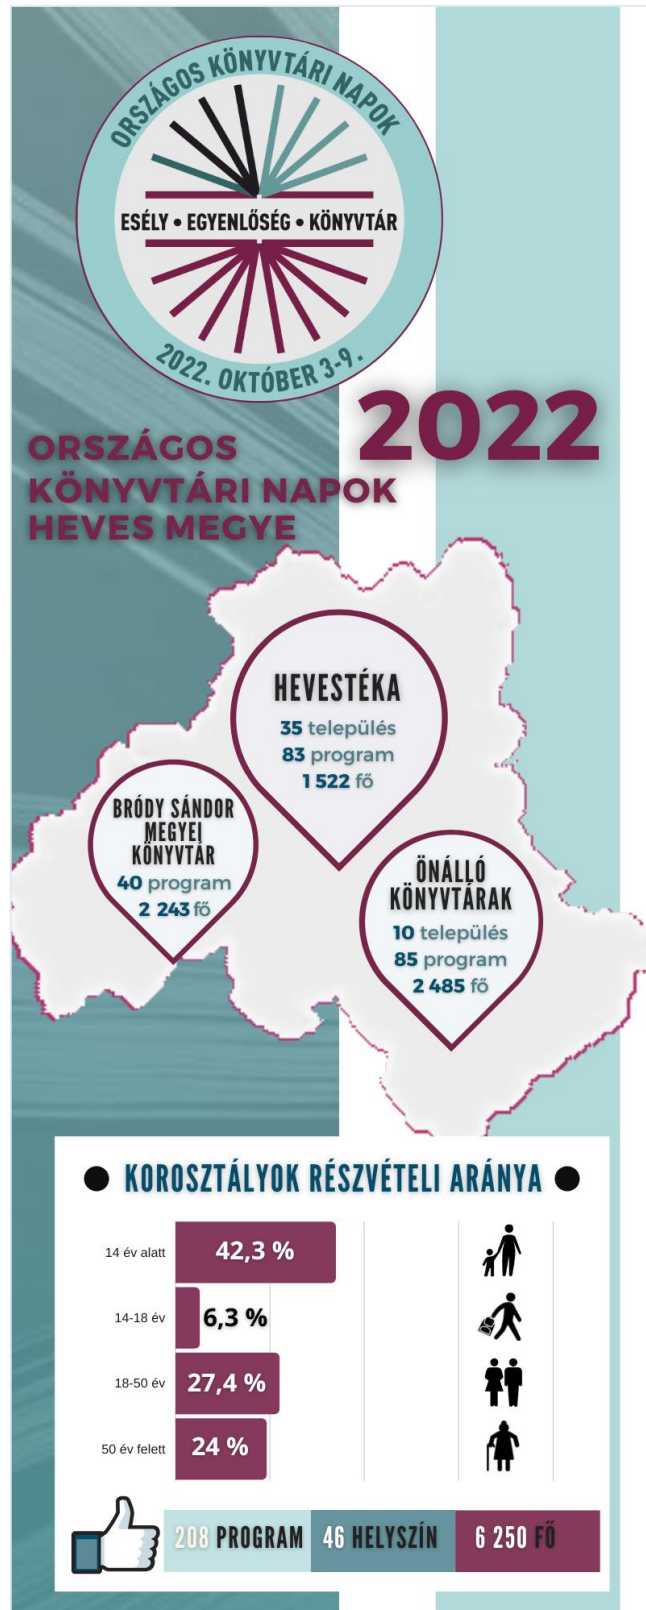 ORSZÁGOS KÖNYVTÁRI NAPOK
ESÉLY • EGYENLŐSÉG • KÖNYVTÁR
2022. OKTÓBER 3-9.
2022
ORSZÁGOS
KÖNYVTÁRI NAPOK
HEVES MEGYE
HEVESTÉKA
35 település
83 program
1 522 fő
BRÓDY SÁNDOR
MEGYEI
KÖNYVTÁR
40 program
2 243 fő
ÖNÁLLÓ
KÖNYVTÁRAK
10 település
85 program
2 485 fő
● KOROSZTÁLYOK RÉSZVÉTELI ARÁNYA ●
14 év alatt 42,3 %
14-18 év 6,3 %
18-50 év 27,4 %
50 év felett 24 %
208 PROGRAM 46 HELYSZÍN 6 250 FŐ